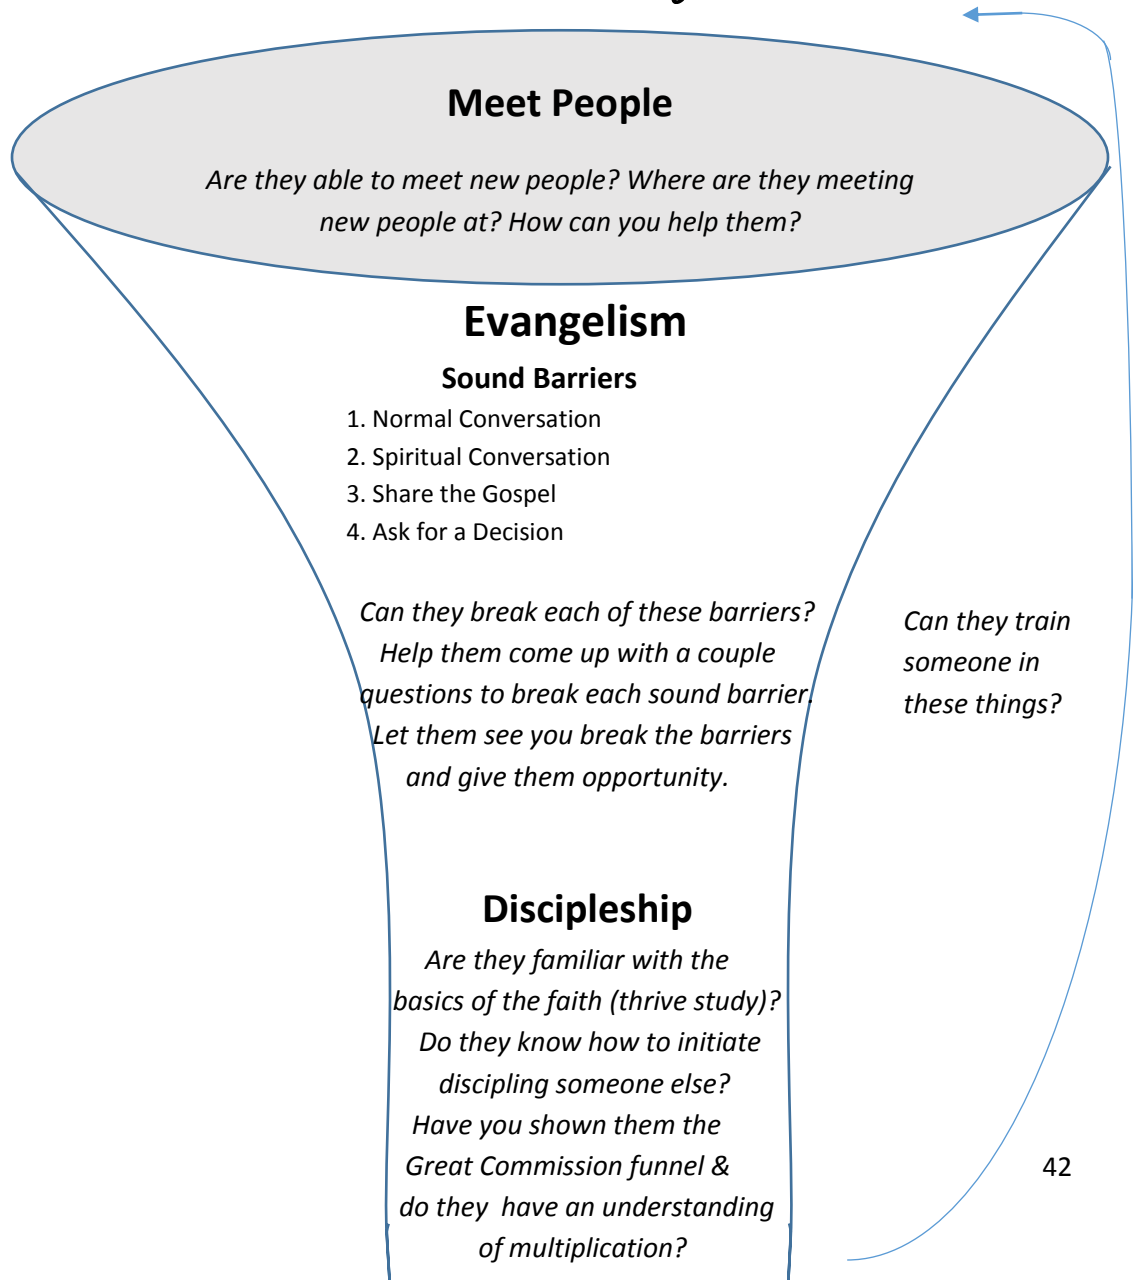 Meet People
Are they able to meet new people? Where are they meeting
new people at? How can you help them?
Evangelism
Sound Barriers
1. Normal Conversation
2. Spiritual Conversation
3. Share the Gospel
4. Ask for a Decision
Can they break each of these barriers?
Help them come up with a couple
questions to break each sound barrier.
Let them see you break the barriers
and give them opportunity.
Can they train
someone in
these things?
Discipleship
Are they familiar with the
basics of the faith (thrive study)?
Do they know how to initiate
discipling someone else?
Have you shown them the
Great Commission funnel &
do they have an understanding
of multiplication?
42